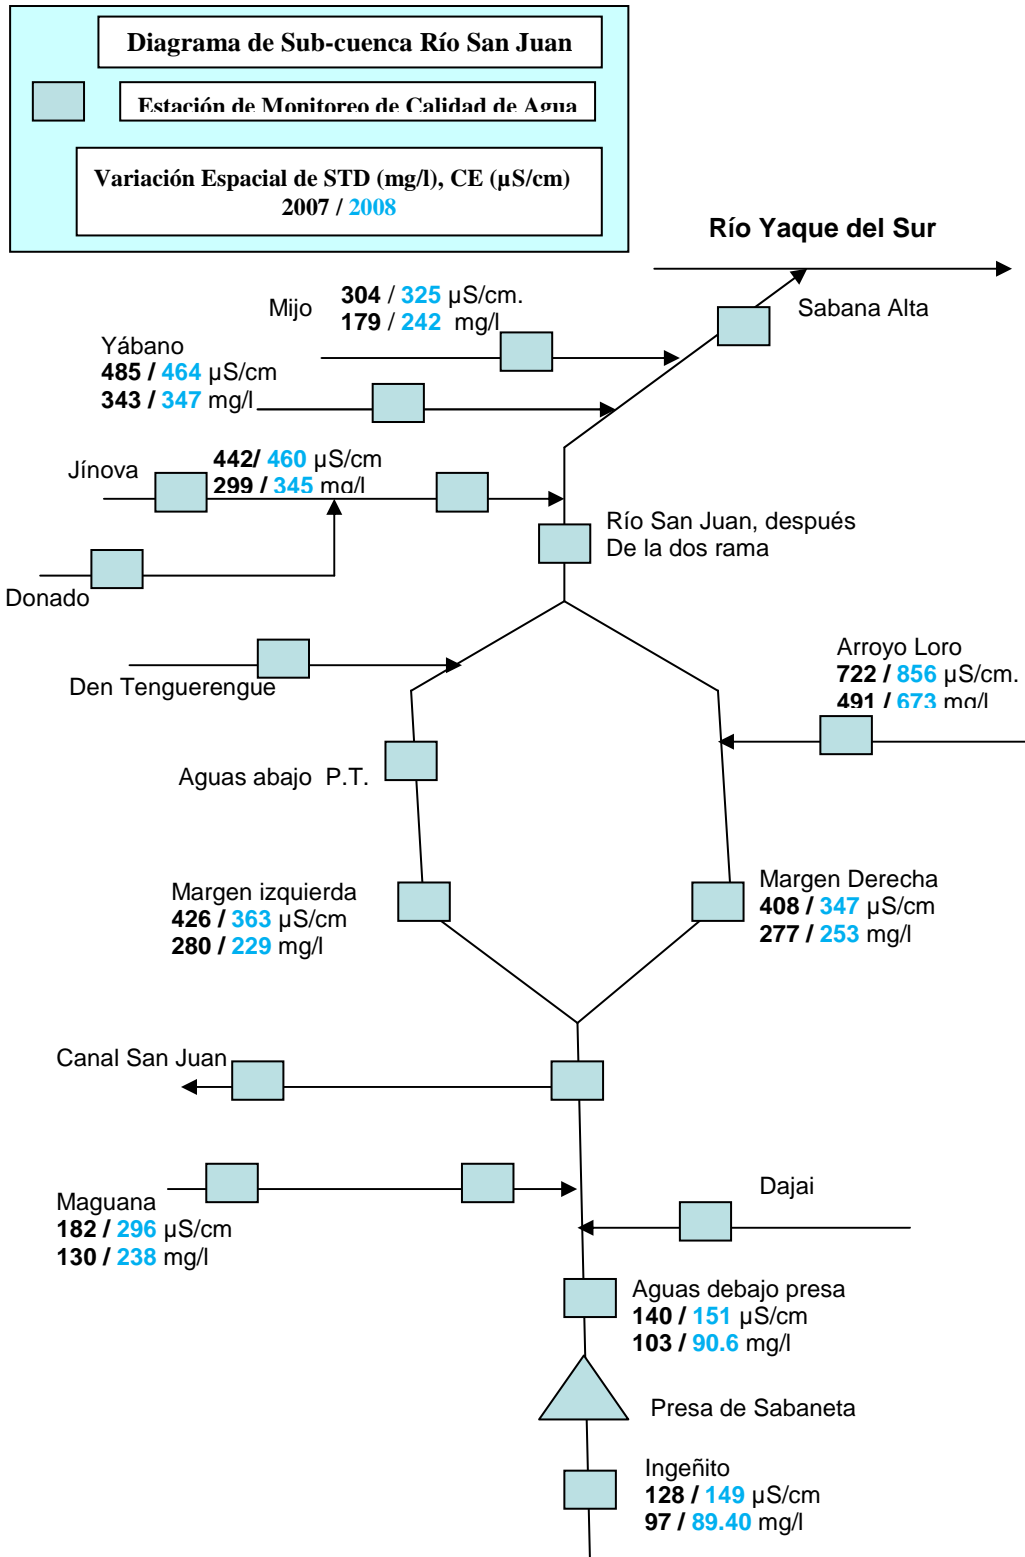 Diagrama de Sub-cuenca Río San Juan
Estación de Monitoreo de Calidad de Agua
Variación Espacial de STD (mg/l), CE (µS/cm)
2007 / 2008
Río Yaque del Sur
Sabana Alta
Mijo
304 / 325 µS/cm.
179 / 242 mg/l
Yábano
485 / 464 µS/cm
343 / 347 mg/l
Jínova
442/ 460 µS/cm
299 / 345 mg/l
Río San Juan, después
De la dos rama
Donado
Den Tenguerengue
Arroyo Loro
722 / 856 µS/cm.
491 / 673 mg/l
Aguas abajo P.T.
Margen izquierda
426 / 363 µS/cm
280 / 229 mg/l
Margen Derecha
408 / 347 µS/cm
277 / 253 mg/l
Canal San Juan
Maguana
182 / 296 µS/cm
130 / 238 mg/l
Dajai
Aguas debajo presa
140 / 151 µS/cm
103 / 90.6 mg/l
Presa de Sabaneta
Ingeñito
128 / 149 µS/cm
97 / 89.40 mg/l